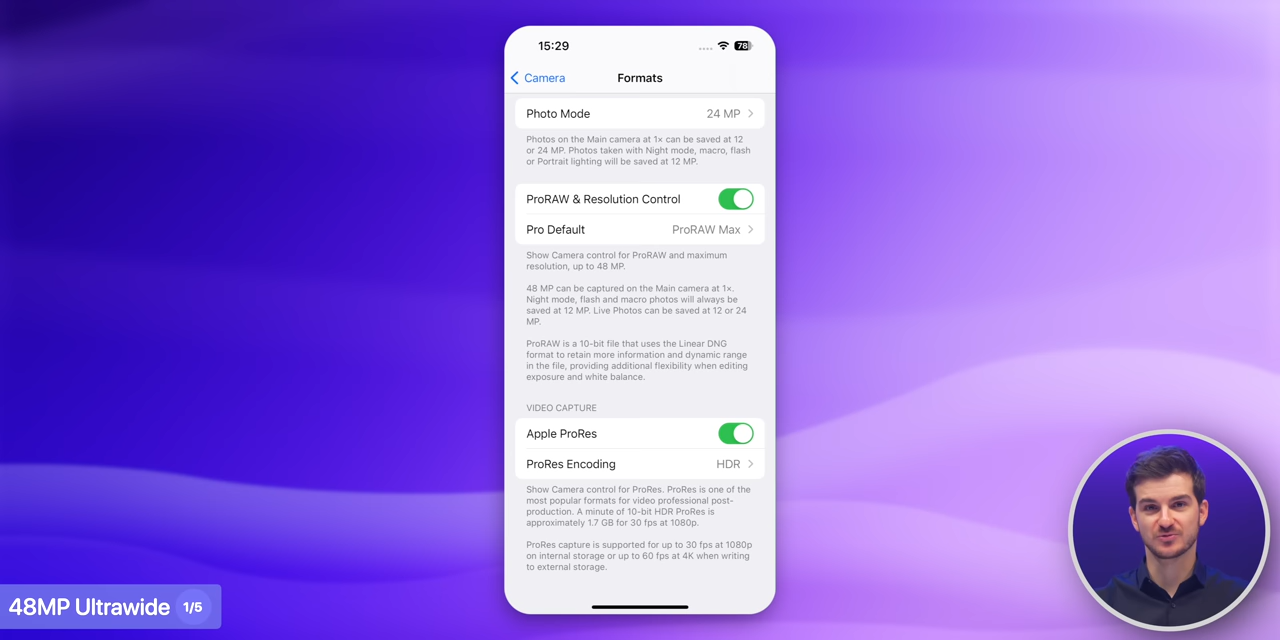 15:29
78
Camera
Formats
Photo Mode
24 MP
Photos on the Main camera at 1× can be saved at 12
or 24 MP. Photos taken with Night mode, macro, flash
or Portrait lighting will be saved at 12 MP.
ProRAW & Resolution Control
Pro Default
ProRAW Max
Show Camera control for ProRAW and maximum
resolution, up to 48 MP.
48 MP can be captured on the Main camera at 1×.
Night mode, flash and macro photos will always be
saved at 12 MP. Live Photos can be saved at 12 or 24
MP.
ProRAW is a 10-bit file that uses the Linear DNG
format to retain more information and dynamic range
in the file, providing additional flexibility when editing
exposure and white balance.
VIDEO CAPTURE
Apple ProRes
ProRes Encoding
HDR
Show Camera control for ProRes. ProRes is one of the
most popular formats for video professional post-
production. A minute of 10-bit HDR ProRes is
approximately 1.7 GB for 30 fps at 1080p.
ProRes capture is supported for up to 30 fps at 1080p
on internal storage or up to 60 fps at 4K when writing
to external storage.
48MP Ultrawide 1/5